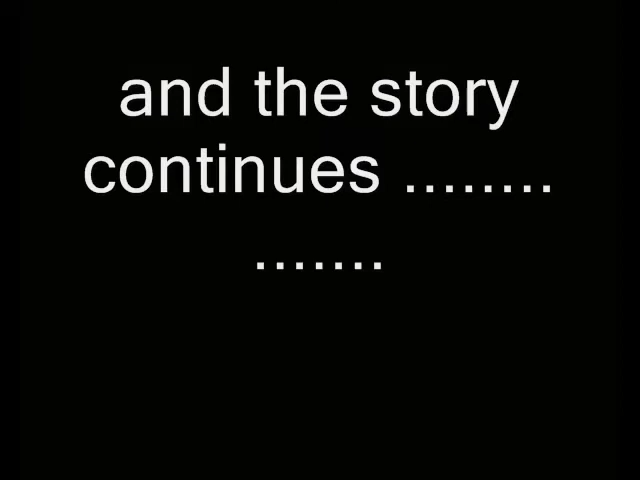 and the story
continues ........
.......